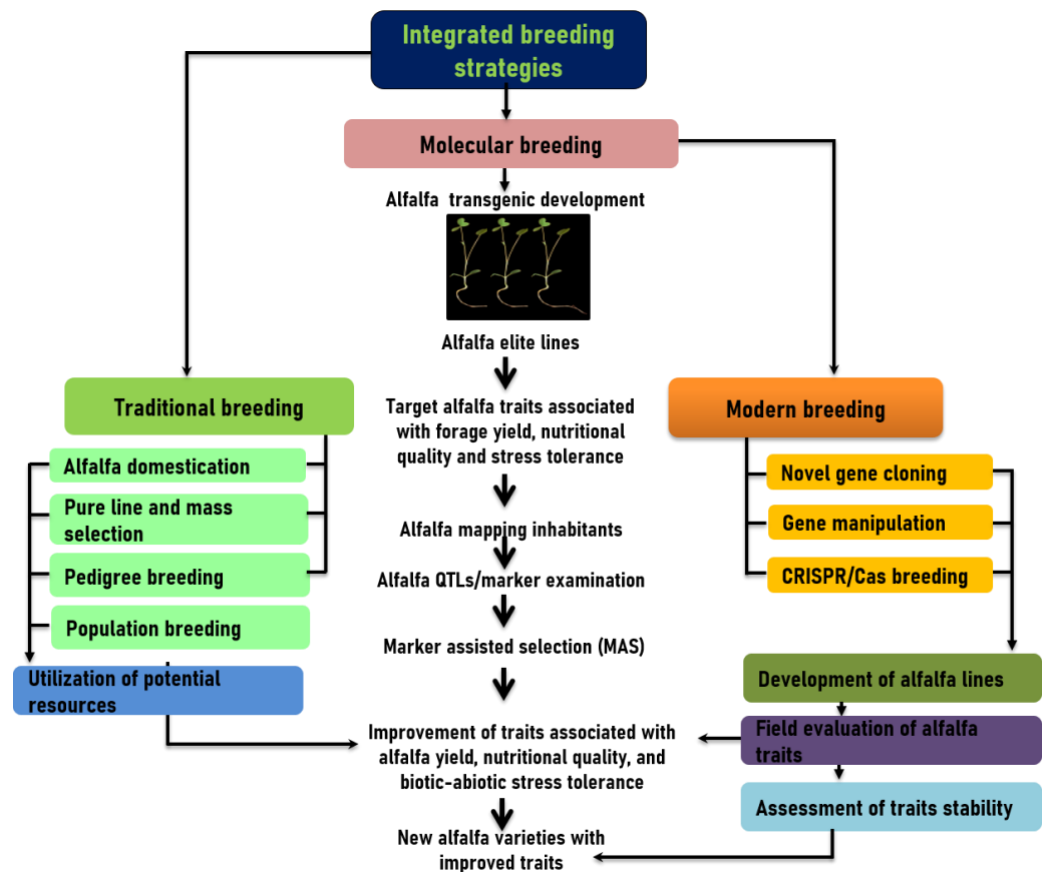 Integrated breeding
strategies
Molecular breeding
Alfalfa transgenic development
Alfalfa elite lines
Traditional breeding
Alfalfa domestication
Pure line and mass
selection
Pedigree breeding
Population breeding
Utilization of potential
resources
Target alfalfa traits associated
with forage yield, nutritional
quality and stress tolerance
Alfalfa mapping inhabitants
Alfalfa QTLs/marker examination
Marker assisted selection (MAS)
Improvement of traits associated with
alfalfa yield, nutritional quality, and
biotic-abiotic stress tolerance
New alfalfa varieties with
improved traits
Modern breeding
Novel gene cloning
Gene manipulation
CRISPR/Cas breeding
Development of alfalfa lines
Field evaluation of alfalfa
traits
Assessment of traits stability